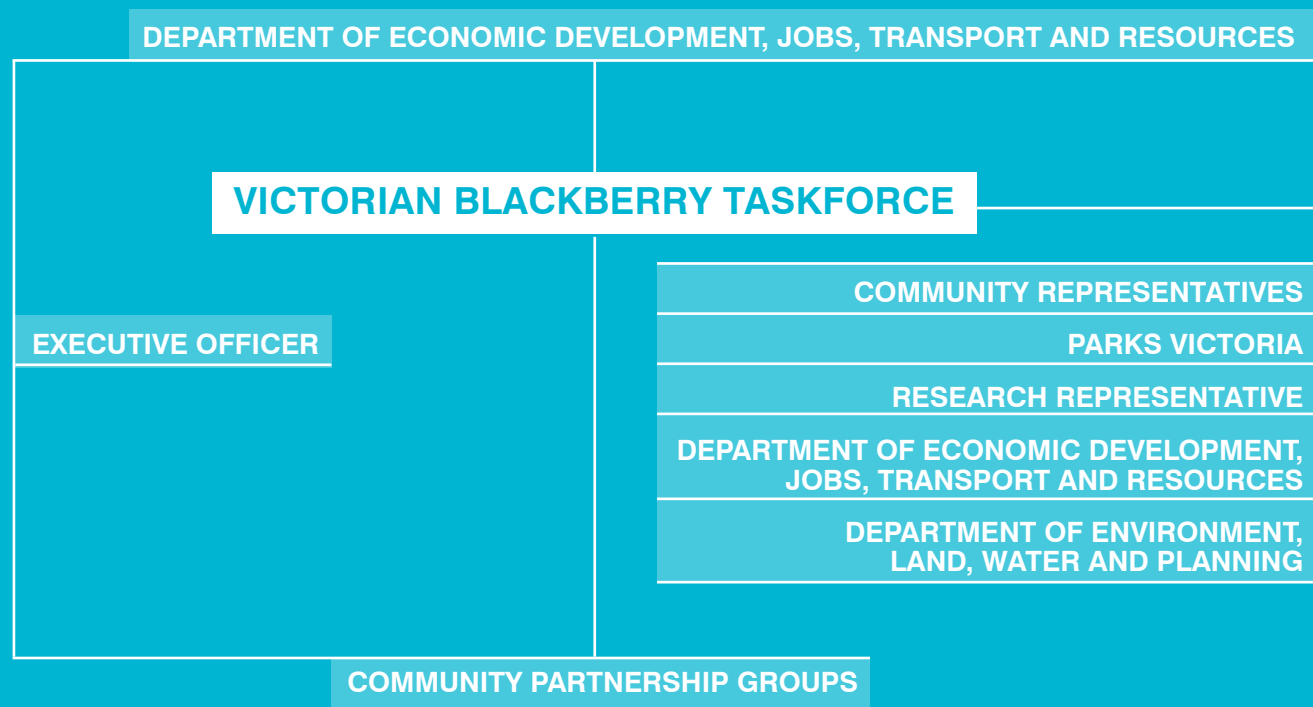 DEPARTMENT OF ECONOMIC DEVELOPMENT, JOBS, TRANSPORT AND RESOURCES
VICTORIAN BLACKBERRY TASKFORCE
COMMUNITY REPRESENTATIVES
EXECUTIVE OFFICER
PARKS VICTORIA
RESEARCH REPRESENTATIVE
DEPARTMENT OF ECONOMIC DEVELOPMENT,
JOBS, TRANSPORT AND RESOURCES
DEPARTMENT OF ENVIRONMENT,
LAND, WATER AND PLANNING
COMMUNITY PARTNERSHIP GROUPS